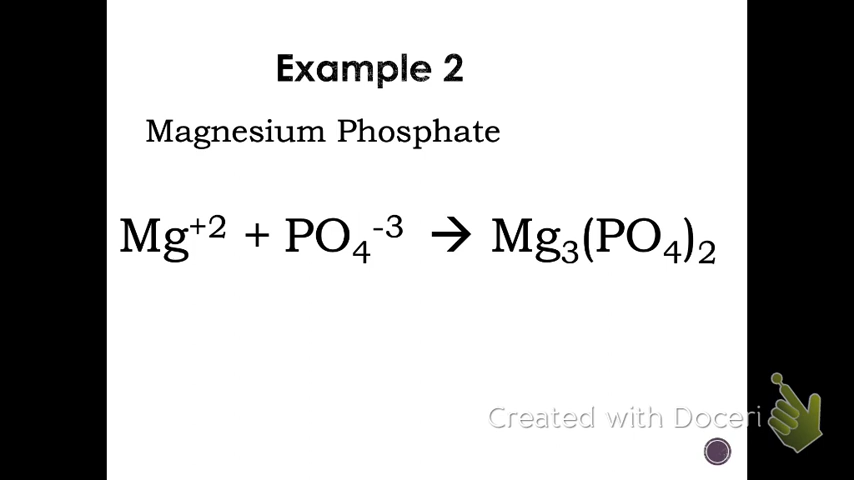 Example 2
Magnesium Phosphate
Mg⁺² + PO₄⁻³ → Mg₃(PO₄)₂
Created with Doceri